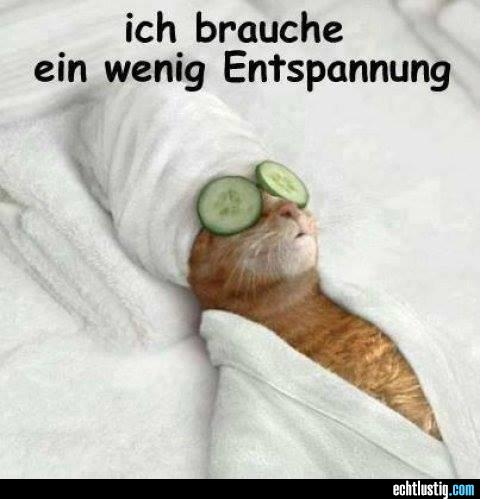 ich brauche
ein wenig Entspannung
echtlustig.com